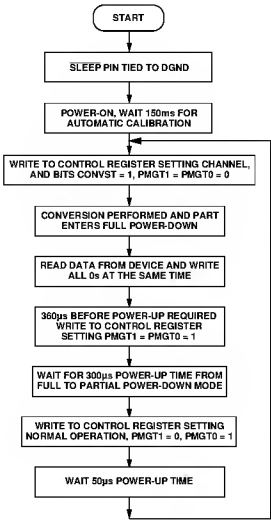 START
SLEEP PIN TIED TO DGND
POWER-ON, WAIT 150ms FOR
AUTOMATIC CALIBRATION
WRITE TO CONTROL REGISTER SETTING CHANNEL,
AND BITS CONVST = 1, PMGT1 = PMGT0 = 0
CONVERSION PERFORMED AND PART
ENTERS FULL POWER-DOWN
READ DATA FROM DEVICE AND WRITE
ALL 0s AT THE SAME TIME
360µs BEFORE POWER-UP REQUIRED
WRITE TO CONTROL REGISTER
SETTING PMGT1 = PMGT0 = 1
WAIT FOR 300µs POWER-UP TIME FROM
FULL TO PARTIAL POWER-DOWN MODE
WRITE TO CONTROL REGISTER SETTING
NORMAL OPERATION, PMGT1 = 0, PMGT0 = 1
WAIT 50µs POWER-UP TIME